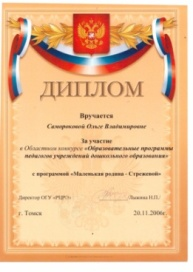 ДИПЛОМ
Вручается
Самороковой Ольге Владимировне
За участие
в Областном конкурсе «Образовательные программы
педагогов учреждений дошкольного образования»
с программой «Маленькая родина - Стрежевой»
Директор ОГУ «РЦРО»
г. Томск 20.11.2006г